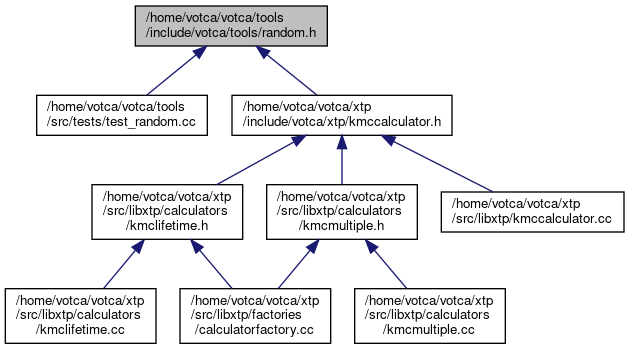 /home/votca/votca/tools
/include/votca/tools/random.h
/home/votca/votca/tools
/src/tests/test_random.cc
/home/votca/votca/xtp
/include/votca/xtp/kmccalculator.h
/home/votca/votca/xtp
/src/libxtp/calculators
/kmclifetime.h
/home/votca/votca/xtp
/src/libxtp/calculators
/kmcmultiple.h
/home/votca/votca/xtp
/src/libxtp/kmccalculator.cc
/home/votca/votca/xtp
/src/libxtp/calculators
/kmclifetime.cc
/home/votca/votca/xtp
/src/libxtp/factories
/calculatorfactory.cc
/home/votca/votca/xtp
/src/libxtp/calculators
/kmcmultiple.cc